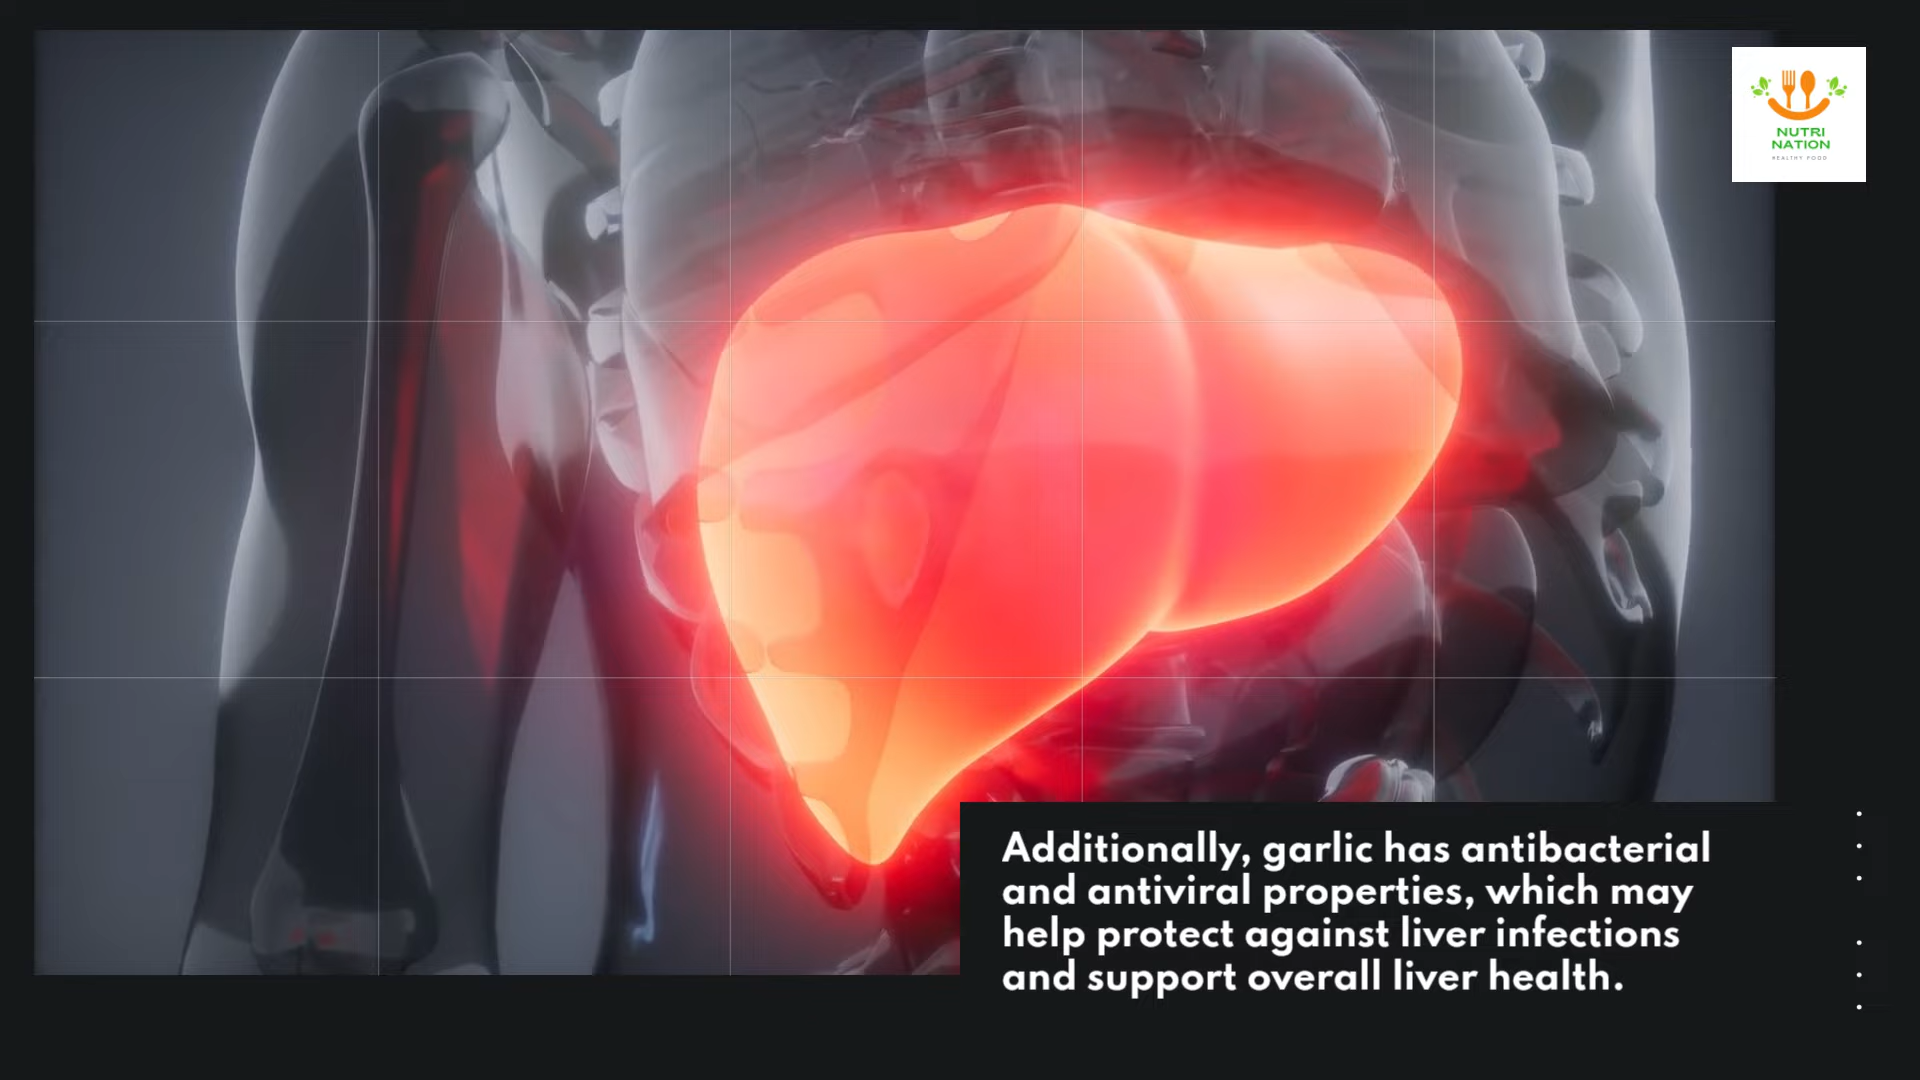 NUTRI
NATION
HEALTHY FOOD
Additionally, garlic has antibacterial
and antiviral properties, which may
help protect against liver infections
and support overall liver health.